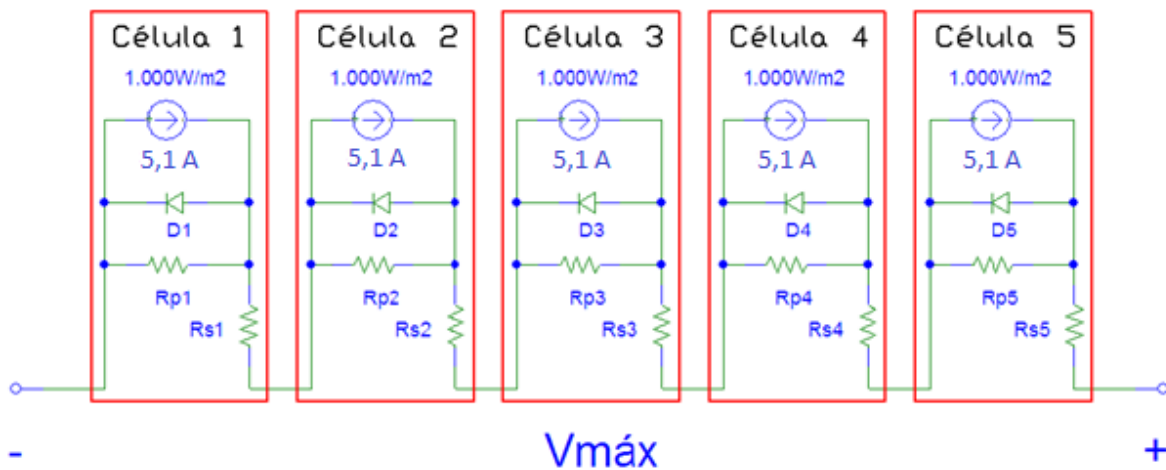 Célula 1 Célula 2 Célula 3 Célula 4 Célula 5
1.000W/m2 1.000W/m2 1.000W/m2 1.000W/m2 1.000W/m2
5,1 A 5,1 A 5,1 A 5,1 A 5,1 A
D1 D2 D3 D4 D5
Rp1 Rp2 Rp3 Rp4 Rp5
Rs1 Rs2 Rs3 Rs4 Rs5
- Vmáx +